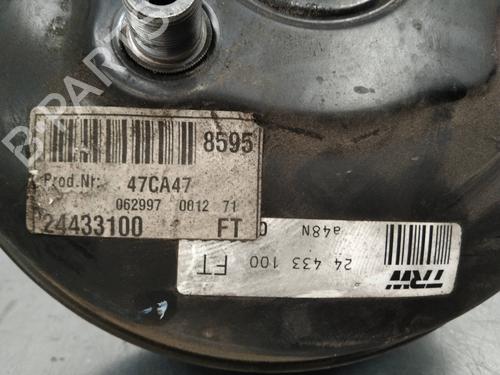 B-PARTS
8595
Prod.Nr: 47CA47
062997 0012 71
24433100 FT
a48N
24 433 100 FT
TRW